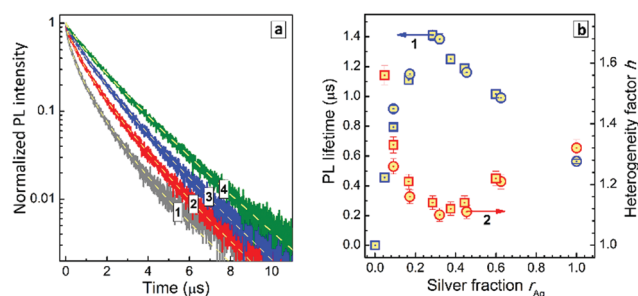 a
Normalized PL intensity
1
0.1
0.01
1
2
3
4
0 2 4 6 8 10
Time (µs)
b
PL lifetime (µs)
1.4
1.2
1.0
0.8
0.6
0.4
0.2
0.0
1
2
0.0 0.2 0.4 0.6 0.8 1.0
Silver fraction r_Ag
1.6
1.4
1.2
1.0
Heterogeneity factor h